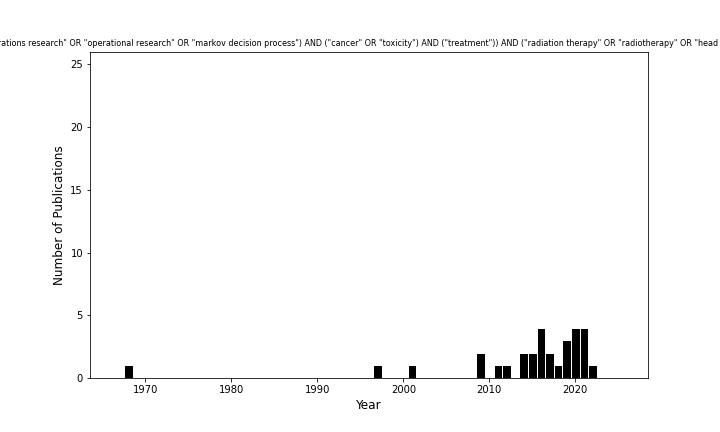 rations research" OR "operational research" OR "markov decision process") AND ("cancer" OR "toxicity") AND ("treatment")) AND ("radiation therapy" OR "radiotherapy" OR "head
25
20
15
10
5
0
Number of Publications
1970 1980 1990 2000 2010 2020
Year